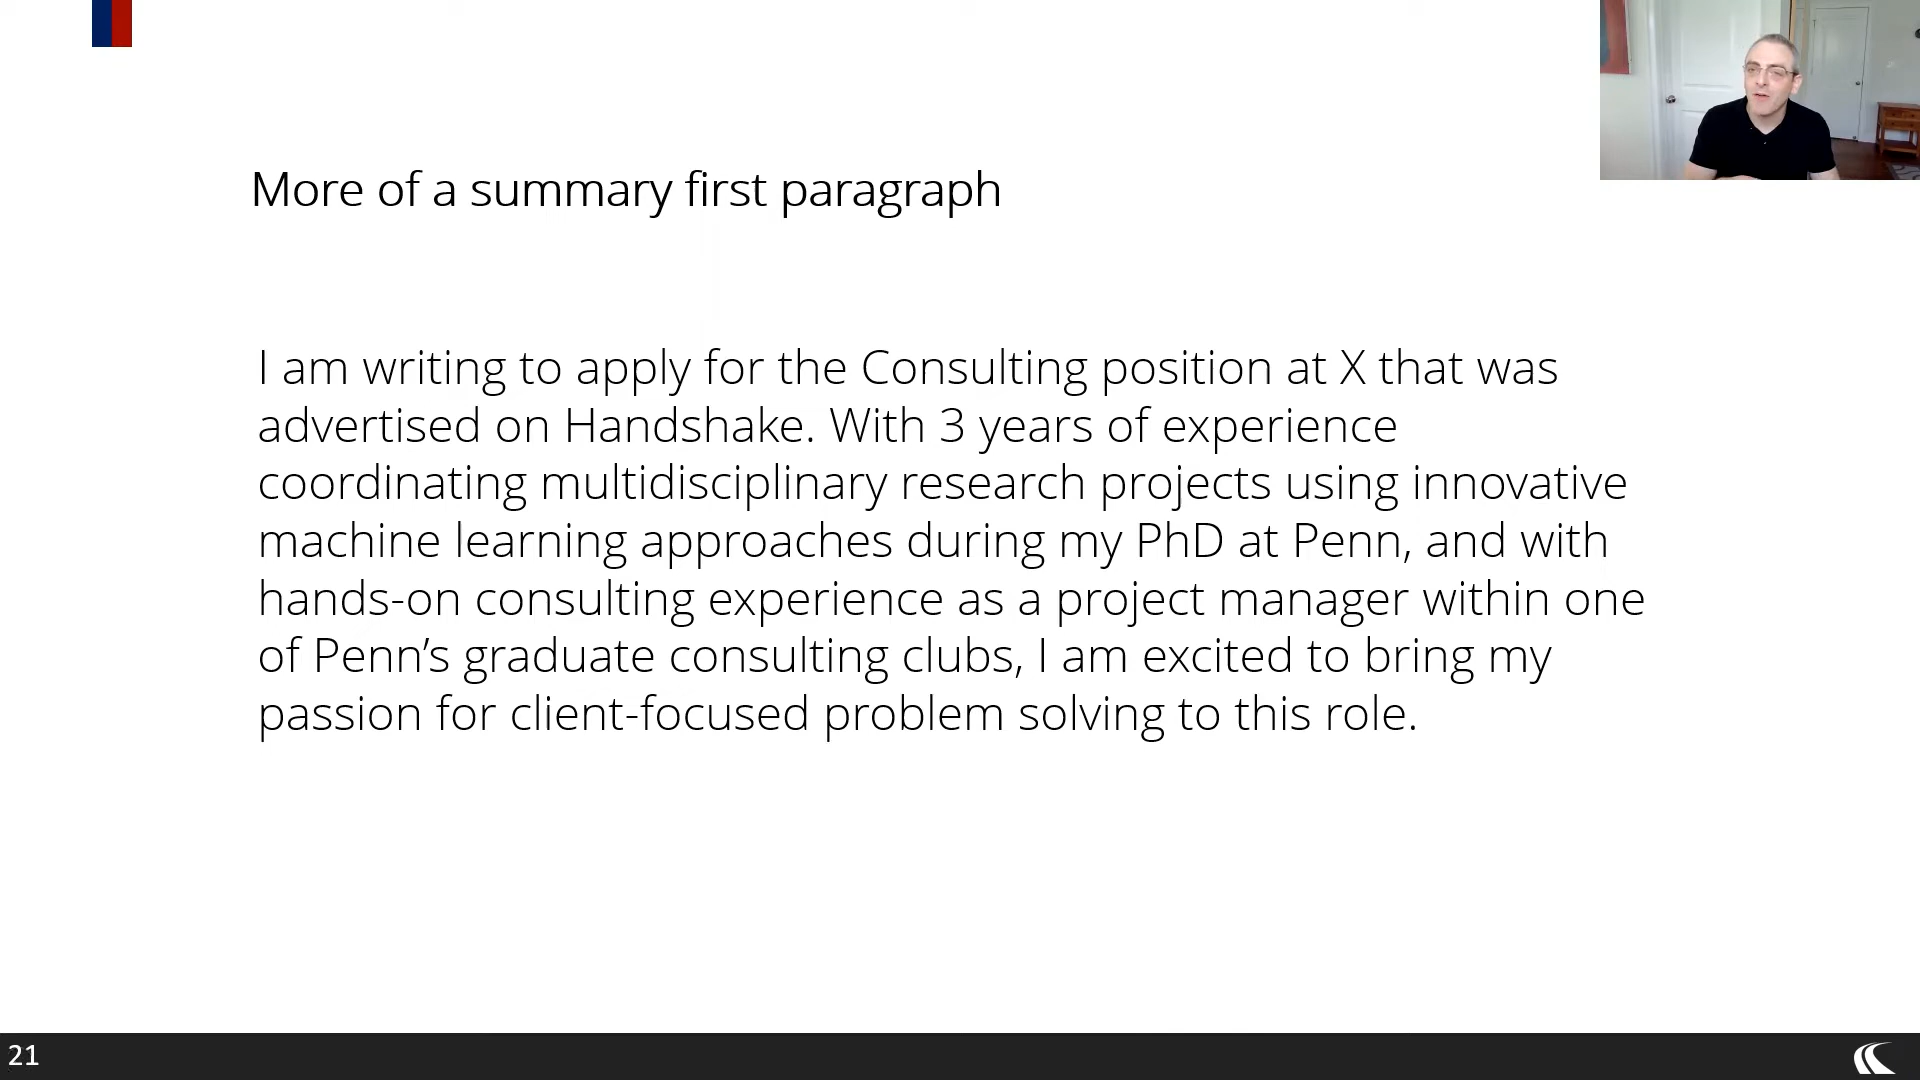 More of a summary first paragraph
I am writing to apply for the Consulting position at X that was
advertised on Handshake. With 3 years of experience
coordinating multidisciplinary research projects using innovative
machine learning approaches during my PhD at Penn, and with
hands-on consulting experience as a project manager within one
of Penn’s graduate consulting clubs, I am excited to bring my
passion for client-focused problem solving to this role.
21